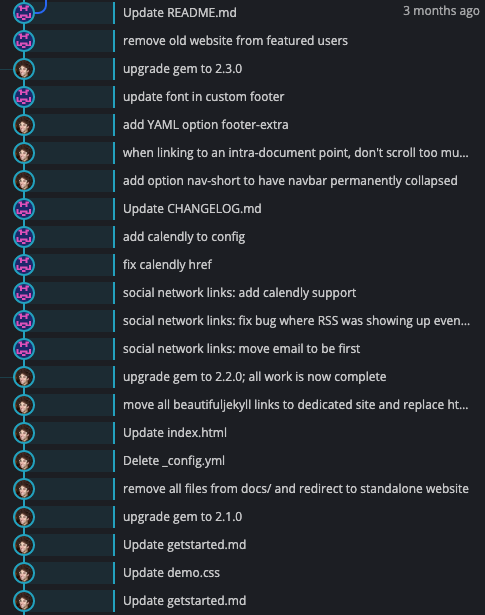 Update README.md
3 months ago
remove old website from featured users
upgrade gem to 2.3.0
update font in custom footer
add YAML option footer-extra
when linking to an intra-document point, don't scroll too mu...
add option nav-short to have navbar permanently collapsed
Update CHANGELOG.md
add calendly to config
fix calendly href
social network links: add calendly support
social network links: fix bug where RSS was showing up even...
social network links: move email to be first
upgrade gem to 2.2.0; all work is now complete
move all beautifuljekyll links to dedicated site and replace ht...
Update index.html
Delete _config.yml
remove all files from docs/ and redirect to standalone website
upgrade gem to 2.1.0
Update getstarted.md
Update demo.css
Update getstarted.md